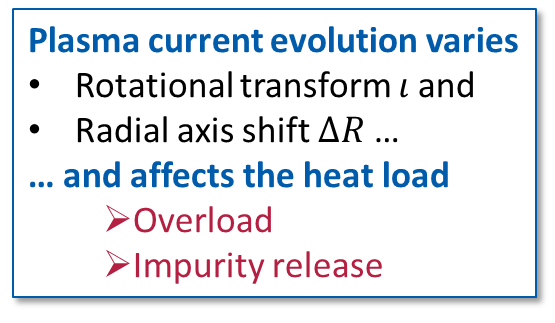 Plasma current evolution varies
• Rotational transform 𝜄 and
• Radial axis shift Δ𝑅 …
… and affects the heat load
➢Overload
➢Impurity release